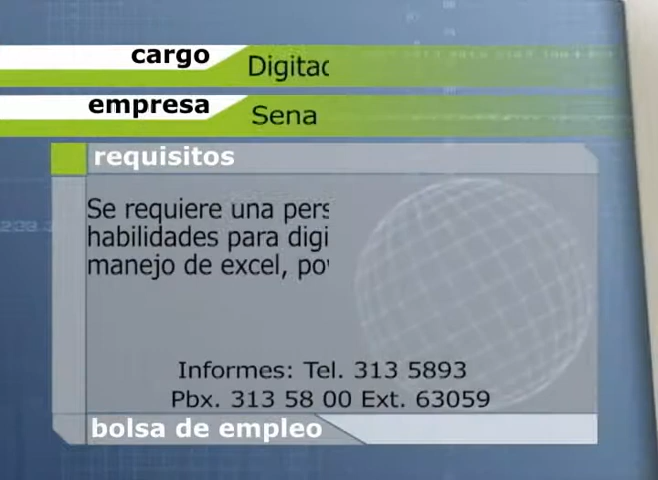 cargo
Digitad
empresa
Sena
requisitos
Se requiere una pers
habilidades para digi
manejo de excel, po
Informes: Tel. 313 5893
Pbx. 313 58 00 Ext. 63059
bolsa de empleo